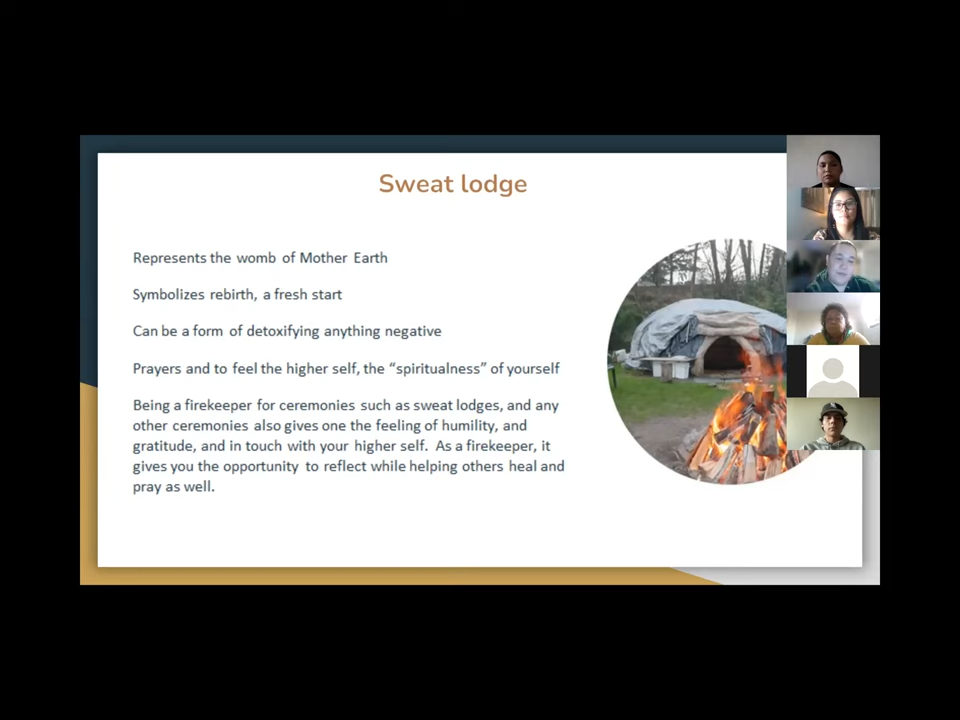 Sweat lodge
Represents the womb of Mother Earth
Symbolizes rebirth, a fresh start
Can be a form of detoxifying anything negative
Prayers and to feel the higher self, the “spiritualness” of yourself
Being a firekeeper for ceremonies such as sweat lodges, and any
other ceremonies also gives one the feeling of humility, and
gratitude, and in touch with your higher self.  As a firekeeper, it
gives you the opportunity to reflect while helping others heal and
pray as well.